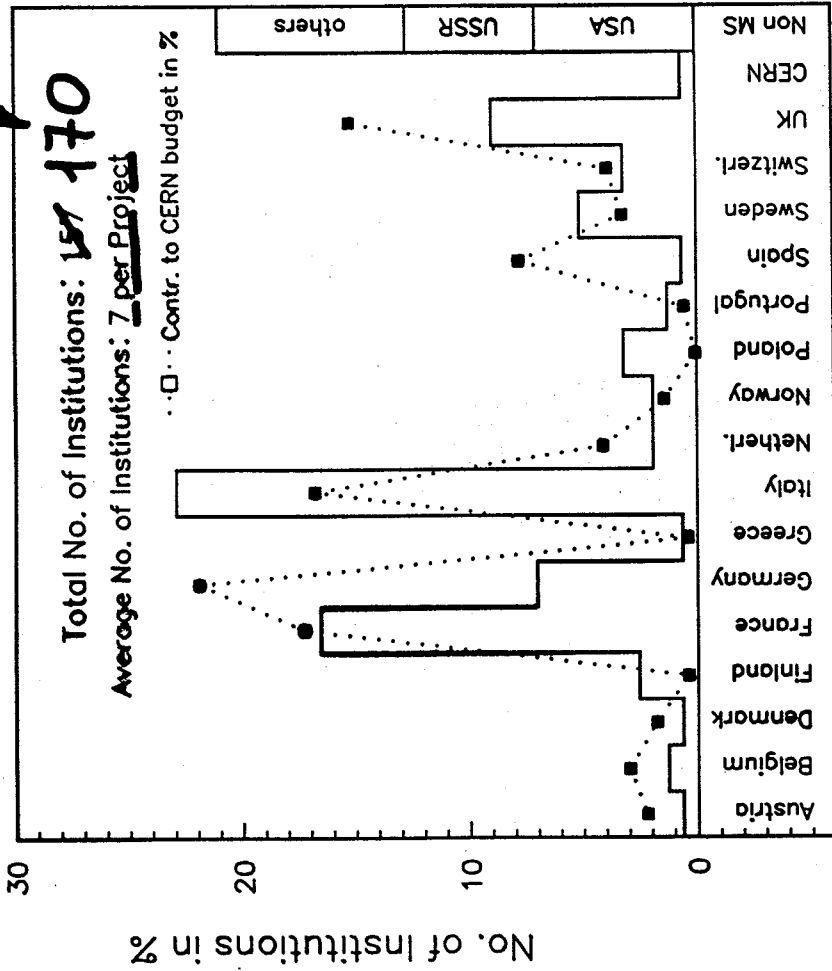 Total No. of Institutions: 157 170
Average No. of Institutions: 7 per Project
··□·· Contr. to CERN budget in %
No. of Institutions in %
30
20
10
0
Austria
Belgium
Denmark
Finland
France
Germany
Greece
Italy
Netherl.
Norway
Poland
Portugal
Spain
Sweden
Switzerl.
UK
CERN
Non MS
USA
USSR
others